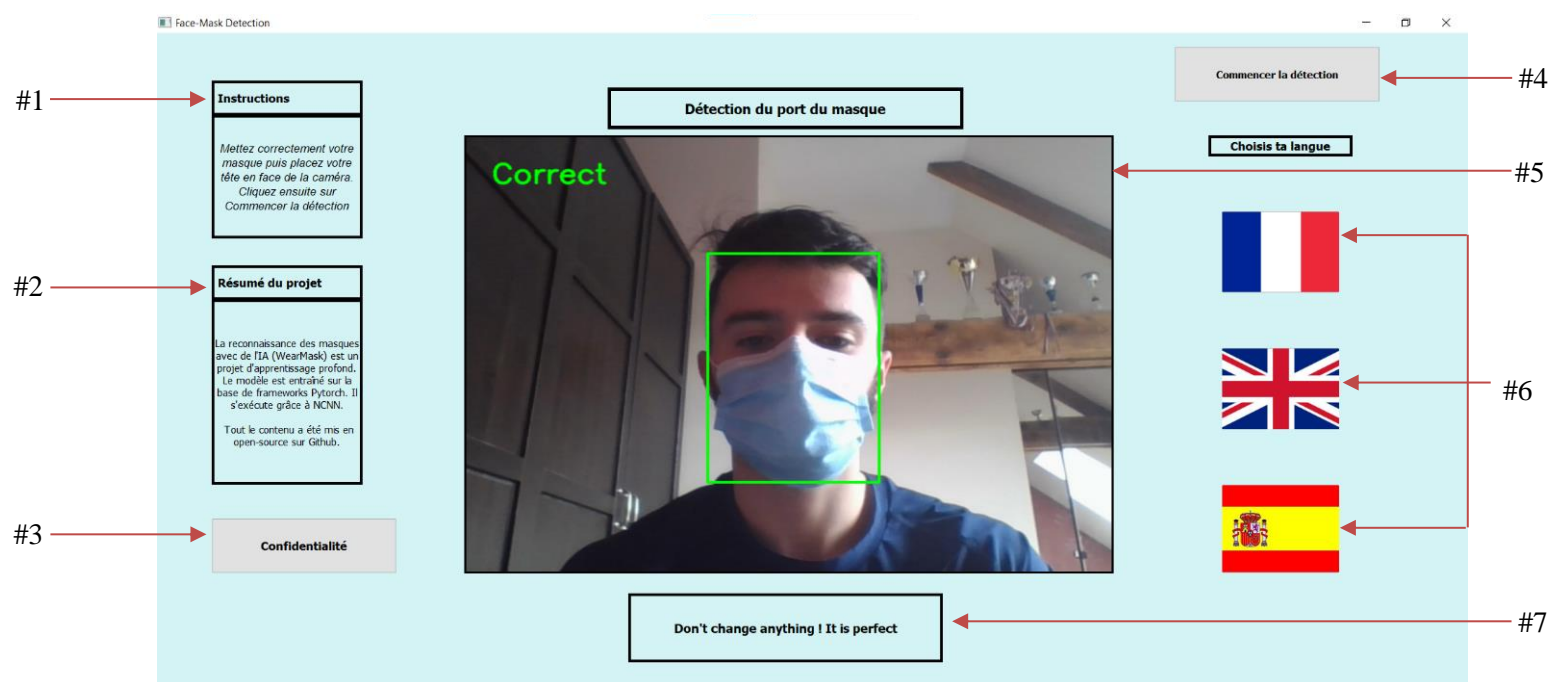 Face-Mask Detection
#1
Instructions
Mettez correctement votre
masque puis placez votre
tête en face de la caméra.
Cliquez ensuite sur
Commencer la détection
#2
Résumé du projet
La reconnaissance des masques
avec de l'IA (WearMask) est un
projet d'apprentissage profond.
Le modèle est entraîné sur la
base de frameworks Pytorch. Il
s'exécute grâce à NCNN.
Tout le contenu a été mis en
open-source sur Github.
#3
Confidentialité
Détection du port du masque
Correct
Don't change anything ! It is perfect
#7
Commencer la détection
#4
Choisis ta langue
#5
#6